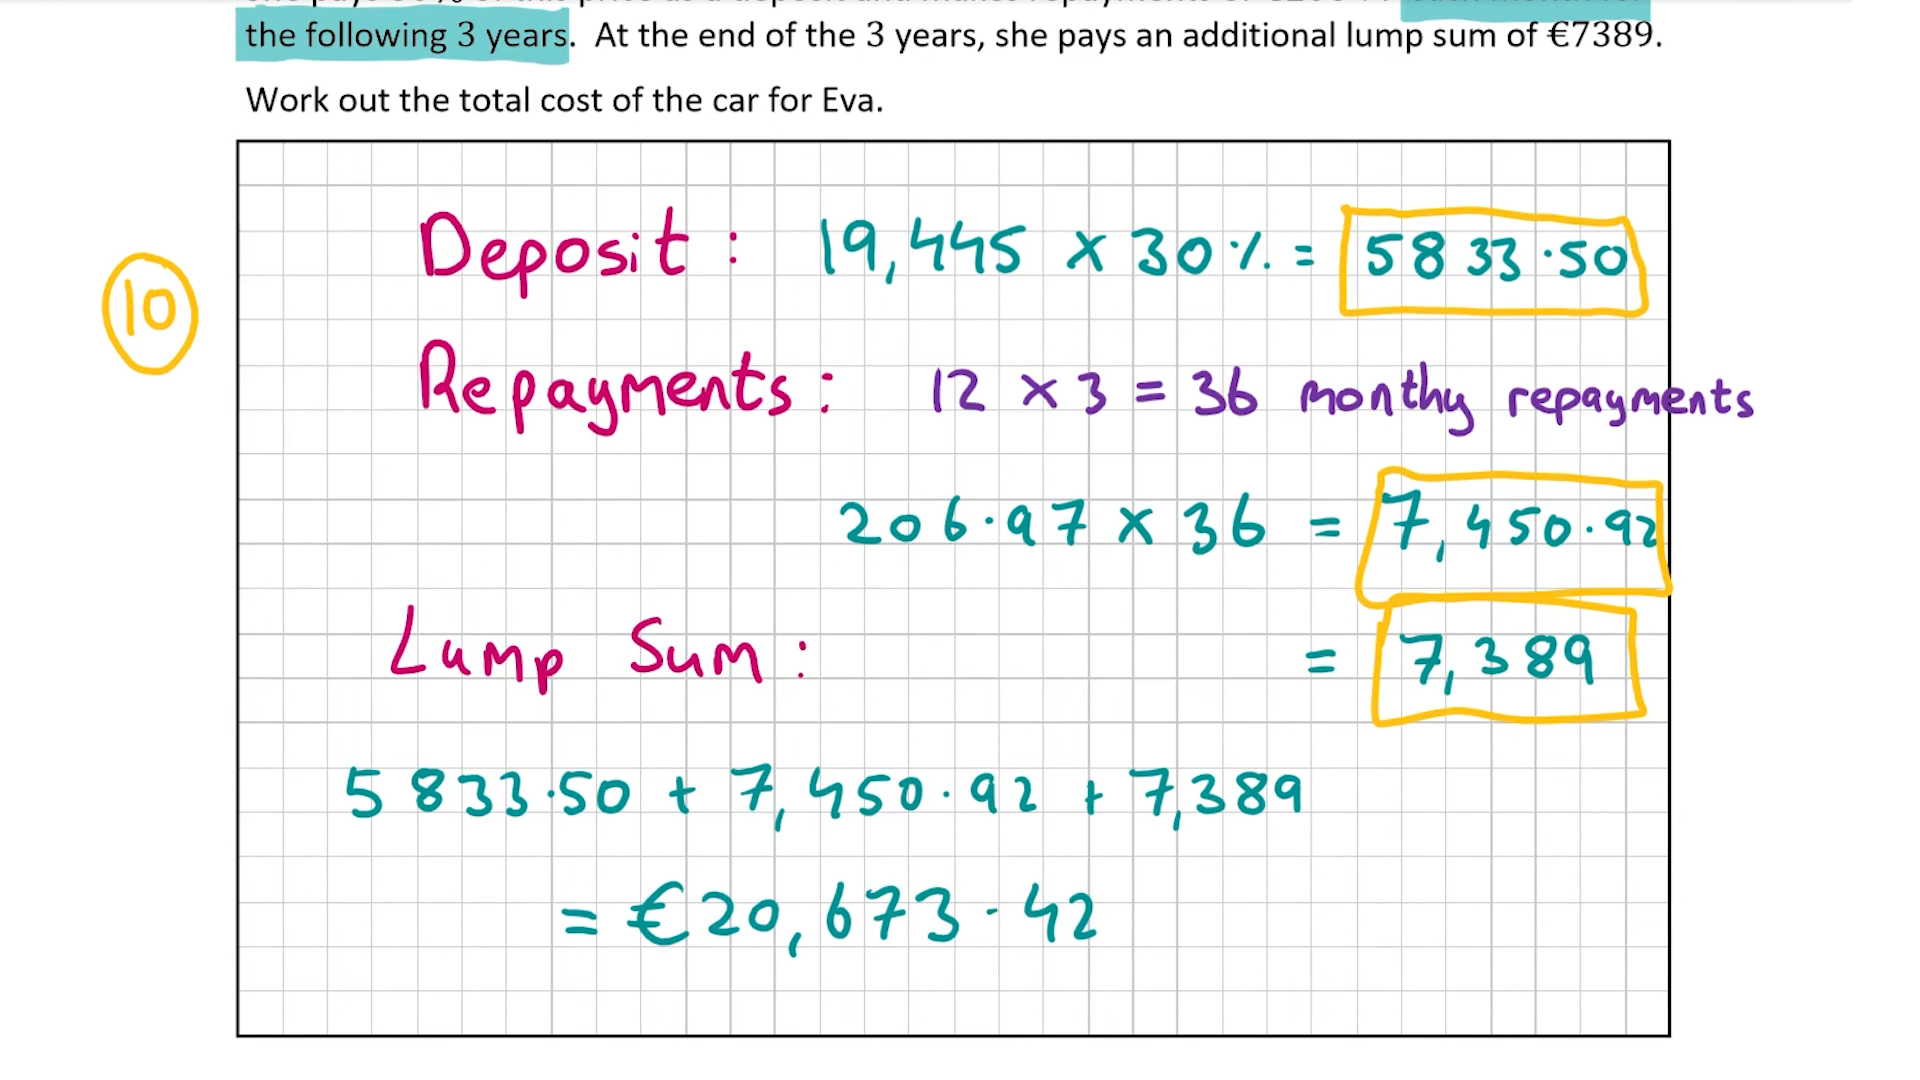 the following 3 years. At the end of the 3 years, she pays an additional lump sum of €7389.
Work out the total cost of the car for Eva.
Deposit : 19,445 × 30% = 5833.50
10
Repayments : 12 × 3 = 36 monthy repayments
206.97 × 36 = 7,450.92
Lump Sum : = 7,389
5833.50 + 7,450.92 + 7,389
= €20,673.42